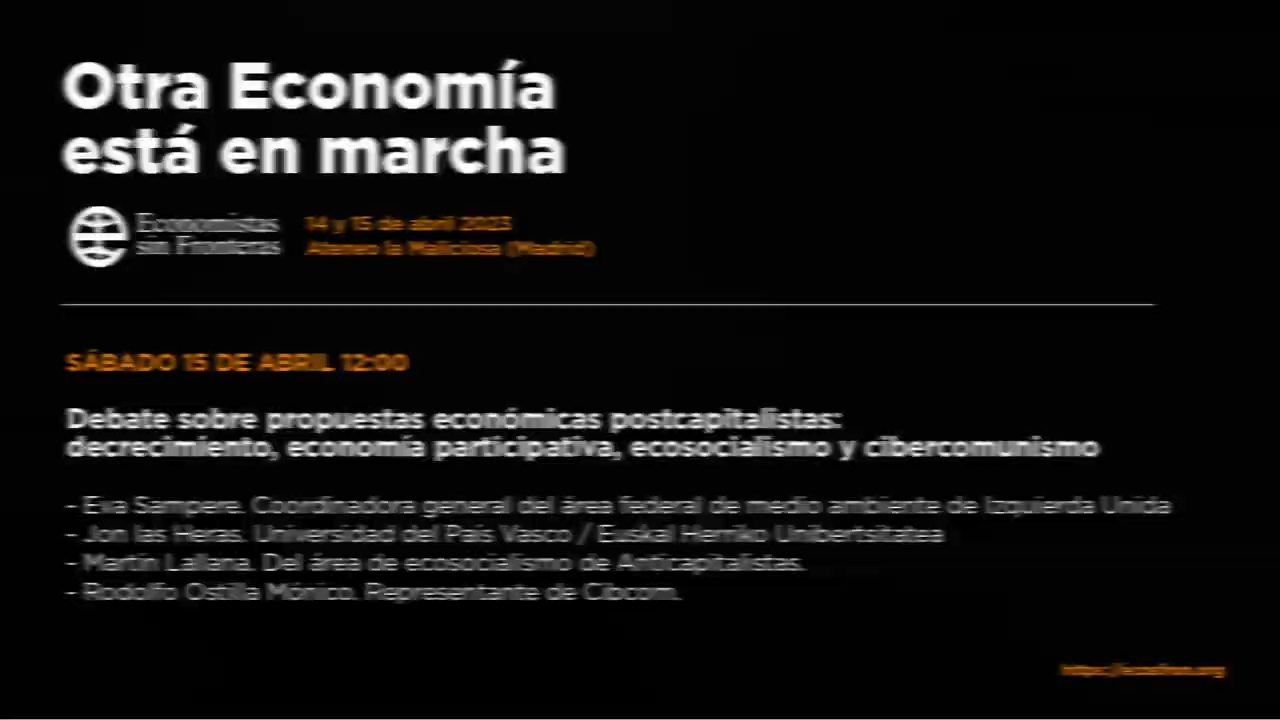 Otra Economía
está en marcha
Economistas
sin Fronteras
14 y 15 de abril 2023
Ateneo la Maliciosa (Madrid)
SÁBADO 15 DE ABRIL 12:00
Debate sobre propuestas económicas postcapitalistas:
decrecimiento, economía participativa, ecosocialismo y cibercomunismo
- Eva Sampere. Coordinadora general del área federal de medio ambiente de Izquierda Unida
- Jon las Heras. Universidad del País Vasco / Euskal Herriko Unibertsitatea
- Martín Lallana. Del área de ecosocialismo de Anticapitalistas.
- Rodolfo Ostilla Mónico. Representante de Cibcom.